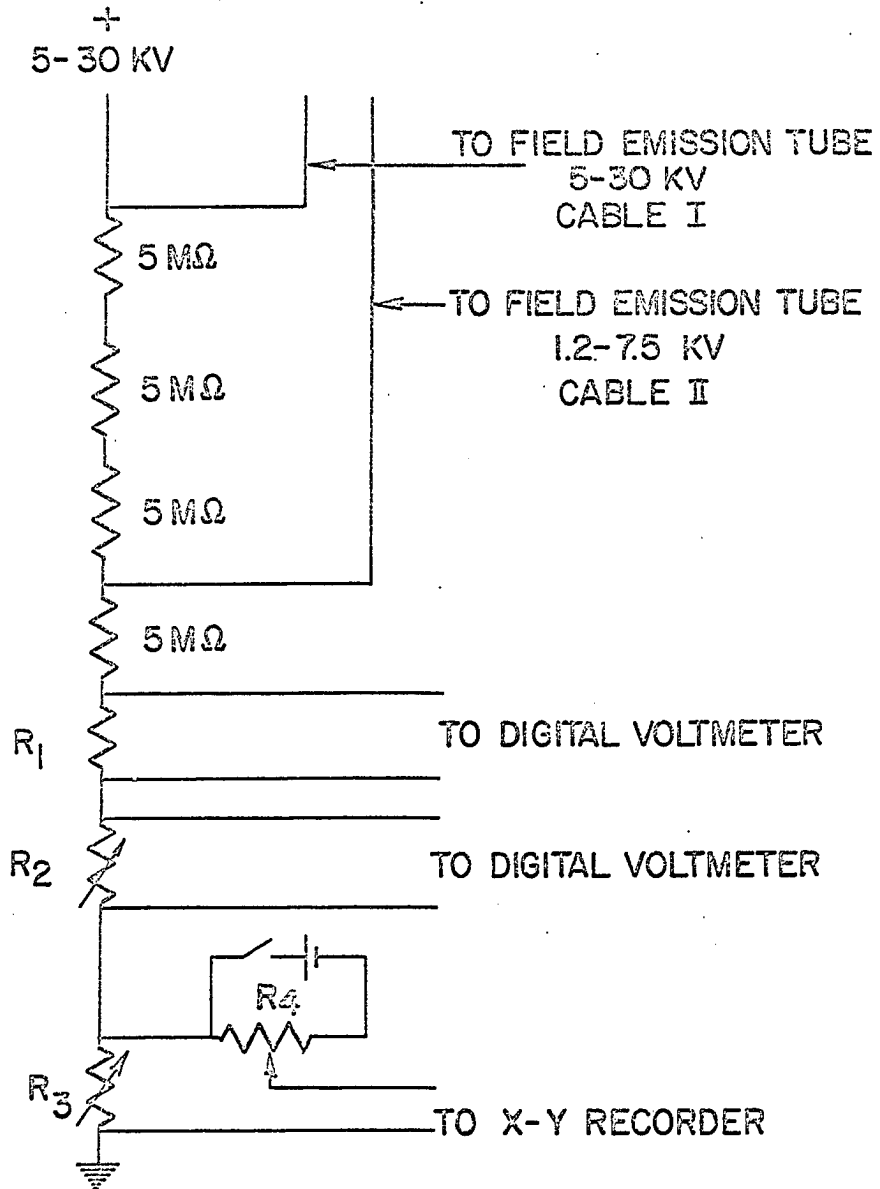 +
5-30 KV
TO FIELD EMISSION TUBE
5-30 KV
CABLE I
5 MΩ
TO FIELD EMISSION TUBE
1.2-7.5 KV
CABLE II
5 MΩ
5 MΩ
5 MΩ
R1
TO DIGITAL VOLTMETER
R2
TO DIGITAL VOLTMETER
R4
R3
TO X-Y RECORDER